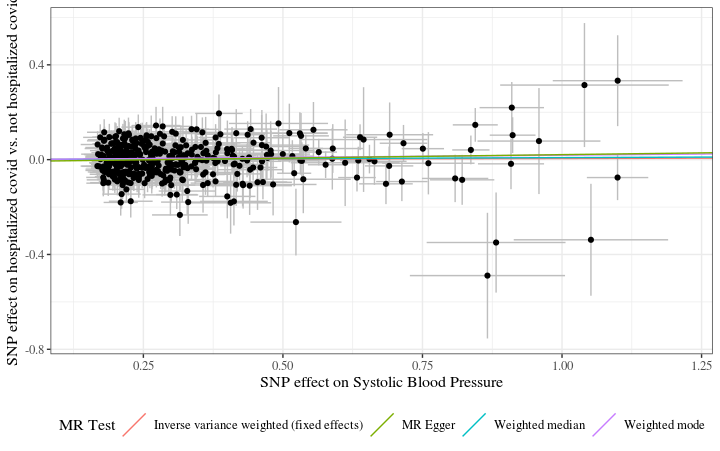 SNP effect on hospitalized covid vs. not hospitalized covid
0.4
0.0
-0.4
-0.8
0.25
0.50
0.75
1.00
1.25
SNP effect on Systolic Blood Pressure
MR Test
Inverse variance weighted (fixed effects)
MR Egger
Weighted median
Weighted mode